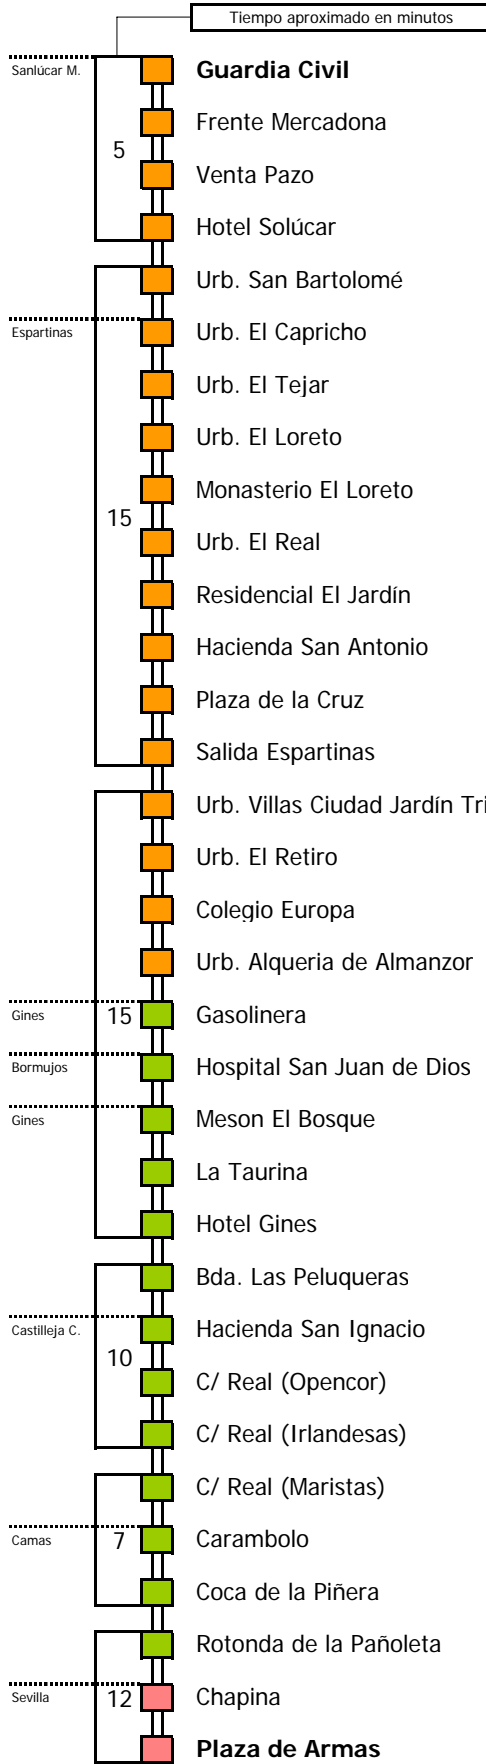 Tiempo aproximado en minutos
Sanlúcar M.
Guardia Civil
Frente Mercadona
5
Venta Pazo
Hotel Solúcar
Urb. San Bartolomé
Espartinas
Urb. El Capricho
Urb. El Tejar
Urb. El Loreto
Monasterio El Loreto
15
Urb. El Real
Residencial El Jardín
Hacienda San Antonio
Plaza de la Cruz
Salida Espartinas
Urb. Villas Ciudad Jardín Tri
Urb. El Retiro
Colegio Europa
Urb. Alqueria de Almanzor
Gines
15
Gasolinera
Bormujos
Hospital San Juan de Dios
Gines
Meson El Bosque
La Taurina
Hotel Gines
Bda. Las Peluqueras
Castilleja C.
Hacienda San Ignacio
10
C/ Real (Opencor)
C/ Real (Irlandesas)
C/ Real (Maristas)
Camas
7
Carambolo
Coca de la Piñera
Rotonda de la Pañoleta
Sevilla
12
Chapina
Plaza de Armas